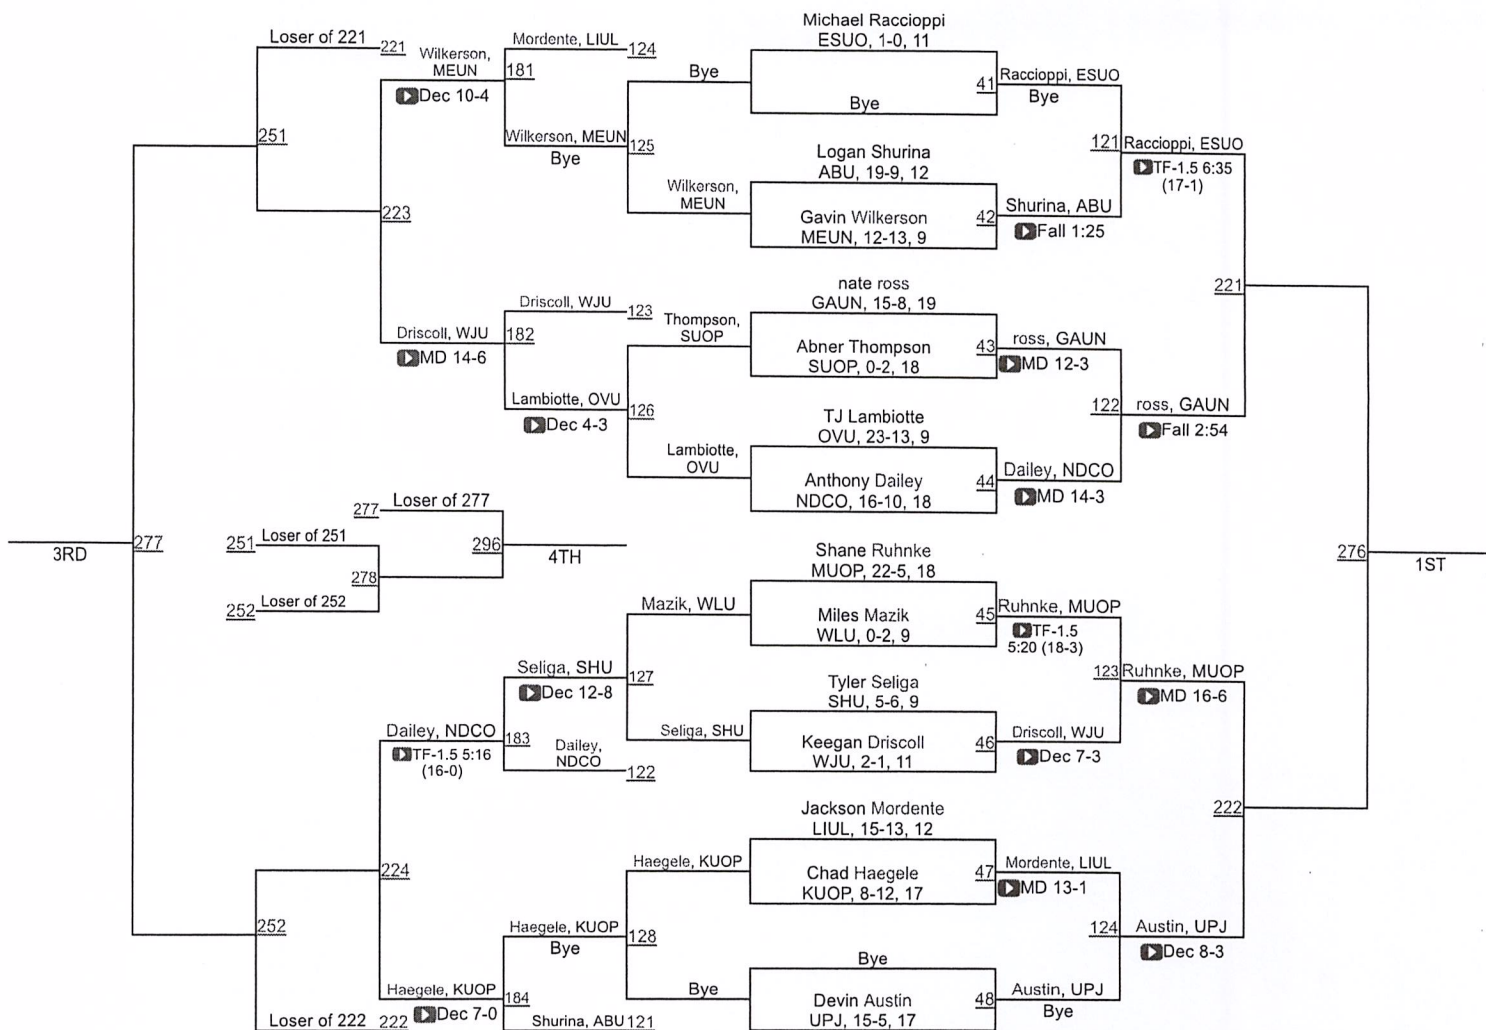 Michael Raccioppi
ESUO, 1-0, 11
Loser of 221
221
Wilkerson,
MEUN
Dec 10-4
Mordente, LIUL
124
181
Bye
Bye
41
Raccioppi, ESUO
Bye
251
Wilkerson, MEUN
Bye
125
Logan Shurina
ABU, 19-9, 12
121
Raccioppi, ESUO
TF-1.5 6:35
(17-1)
223
Wilkerson,
MEUN
Gavin Wilkerson
MEUN, 12-13, 9
42
Shurina, ABU
Fall 1:25
nate ross
GAUN, 15-8, 19
221
Driscoll, WJU
123
Driscoll, WJU
MD 14-6
182
Thompson,
SUOP
Abner Thompson
SUOP, 0-2, 18
43
ross, GAUN
MD 12-3
Lambiotte, OVU
Dec 4-3
126
TJ Lambiotte
OVU, 23-13, 9
122
ross, GAUN
Fall 2:54
Lambiotte,
OVU
Anthony Dailey
NDCO, 16-10, 18
44
Dailey, NDCO
MD 14-3
277
Loser of 277
3RD
277
251
Loser of 251
296
4TH
278
252
Loser of 252
276
1ST
Shane Ruhnke
MUOP, 22-5, 18
Mazik, WLU
Miles Mazik
WLU, 0-2, 9
45
Ruhnke, MUOP
TF-1.5
5:20 (18-3)
Seliga, SHU
Dec 12-8
127
Tyler Seliga
SHU, 5-6, 9
123
Ruhnke, MUOP
MD 16-6
Dailey, NDCO
TF-1.5 5:16
(16-0)
183
Dailey,
NDCO
122
Seliga, SHU
Keegan Driscoll
WJU, 2-1, 11
46
Driscoll, WJU
Dec 7-3
Jackson Mordente
LIUL, 15-13, 12
222
224
Haegele, KUOP
Chad Haegele
KUOP, 8-12, 17
47
Mordente, LIUL
MD 13-1
252
Haegele, KUOP
Bye
128
Bye
124
Austin, UPJ
Dec 8-3
Haegele, KUOP
Dec 7-0
184
Bye
Devin Austin
UPJ, 15-5, 17
48
Austin, UPJ
Bye
Loser of 222
222
Shurina, ABU
121